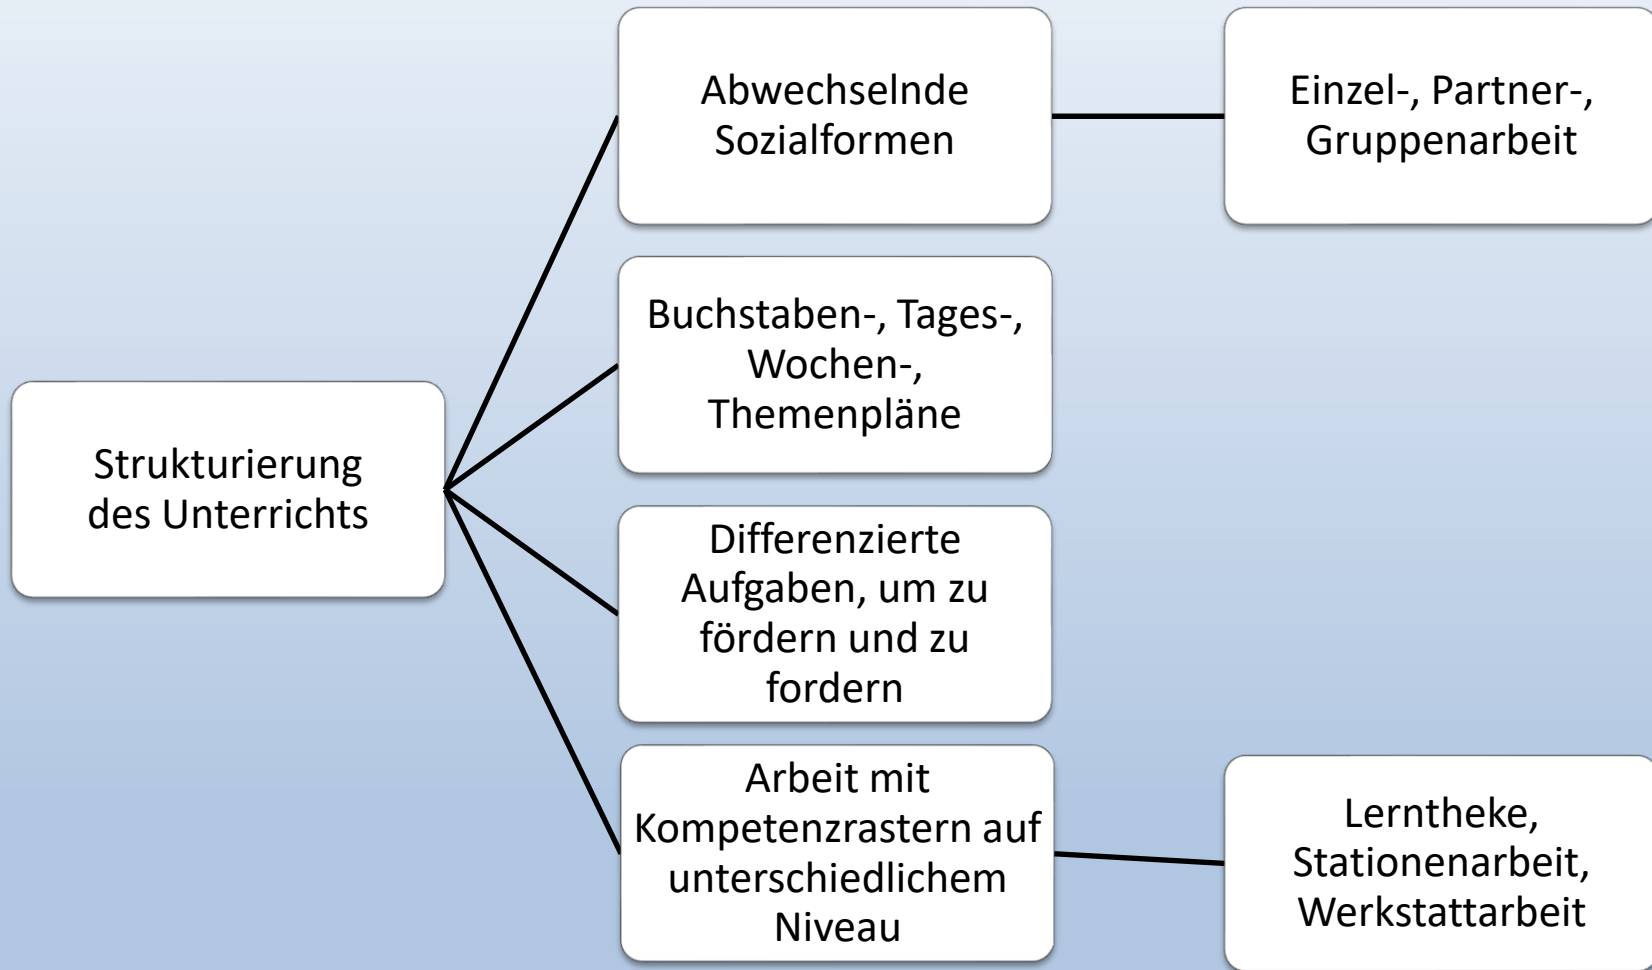 Strukturierung
des Unterrichts
Abwechselnde
Sozialformen
Einzel-, Partner-,
Gruppenarbeit
Buchstaben-, Tages-,
Wochen-,
Themenpläne
Differenzierte
Aufgaben, um zu
fördern und zu
fordern
Arbeit mit
Kompetenzrastern auf
unterschiedlichem
Niveau
Lerntheke,
Stationenarbeit,
Werkstattarbeit